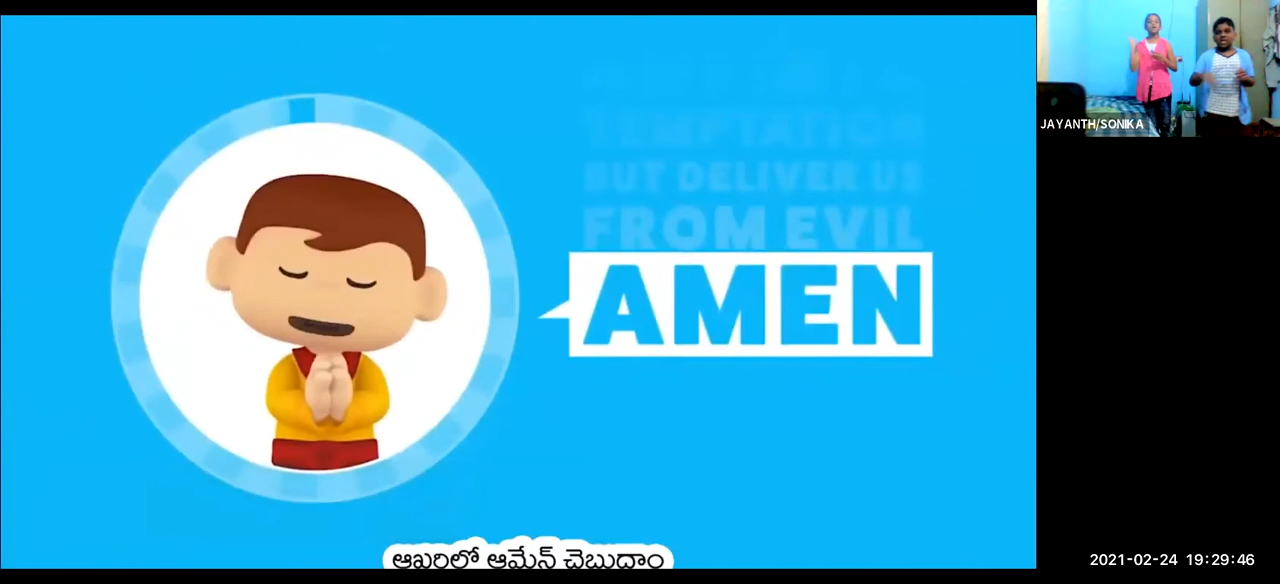 TEMPTATION
BUT DELIVER US
FROM EVIL
AMEN
ఆఖరిలో ఆమేన్ చెబుదాం
JAYANTH/SONIKA
2021-02-24 19:29:46